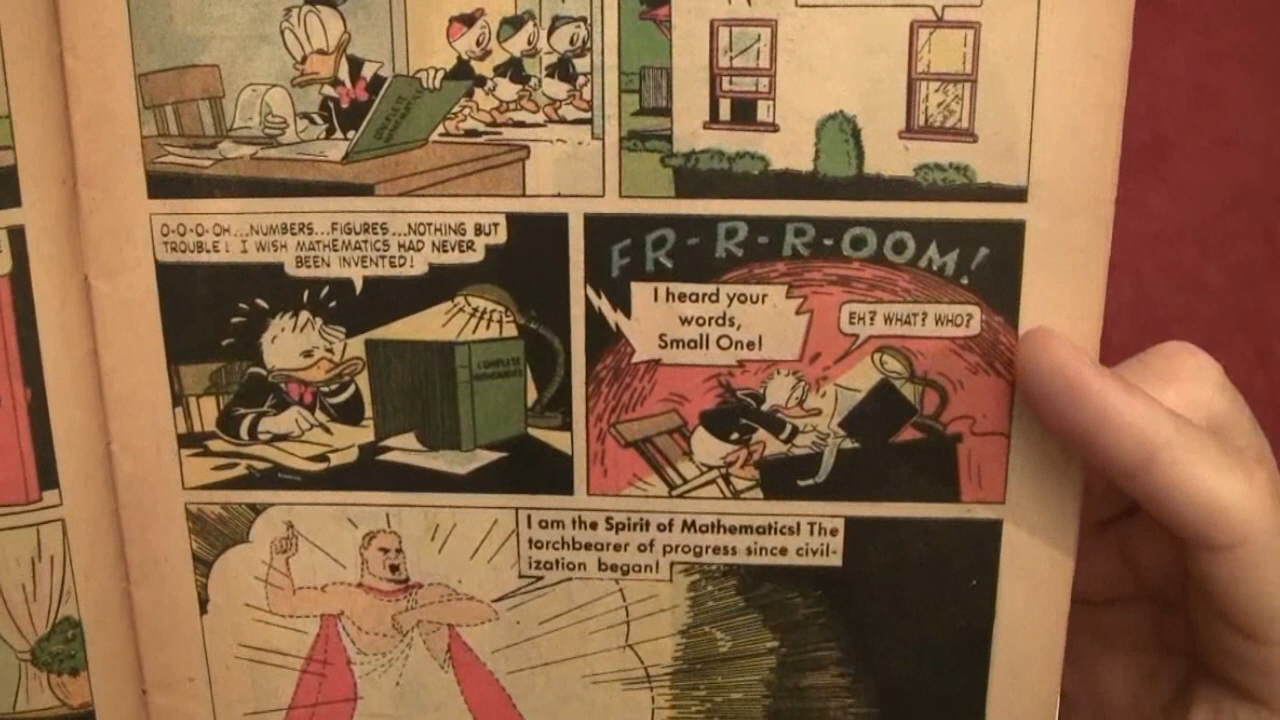 COMPLETE
O-O-O-OH...NUMBERS...FIGURES...NOTHING BUT
TROUBLE! I WISH MATHEMATICS HAD NEVER
BEEN INVENTED!
COMPLETE
FR-R-R-OOM!
I heard your
words,
Small One!
EH? WHAT? WHO?
I am the Spirit of Mathematics! The
torchbearer of progress since civil-
ization began!